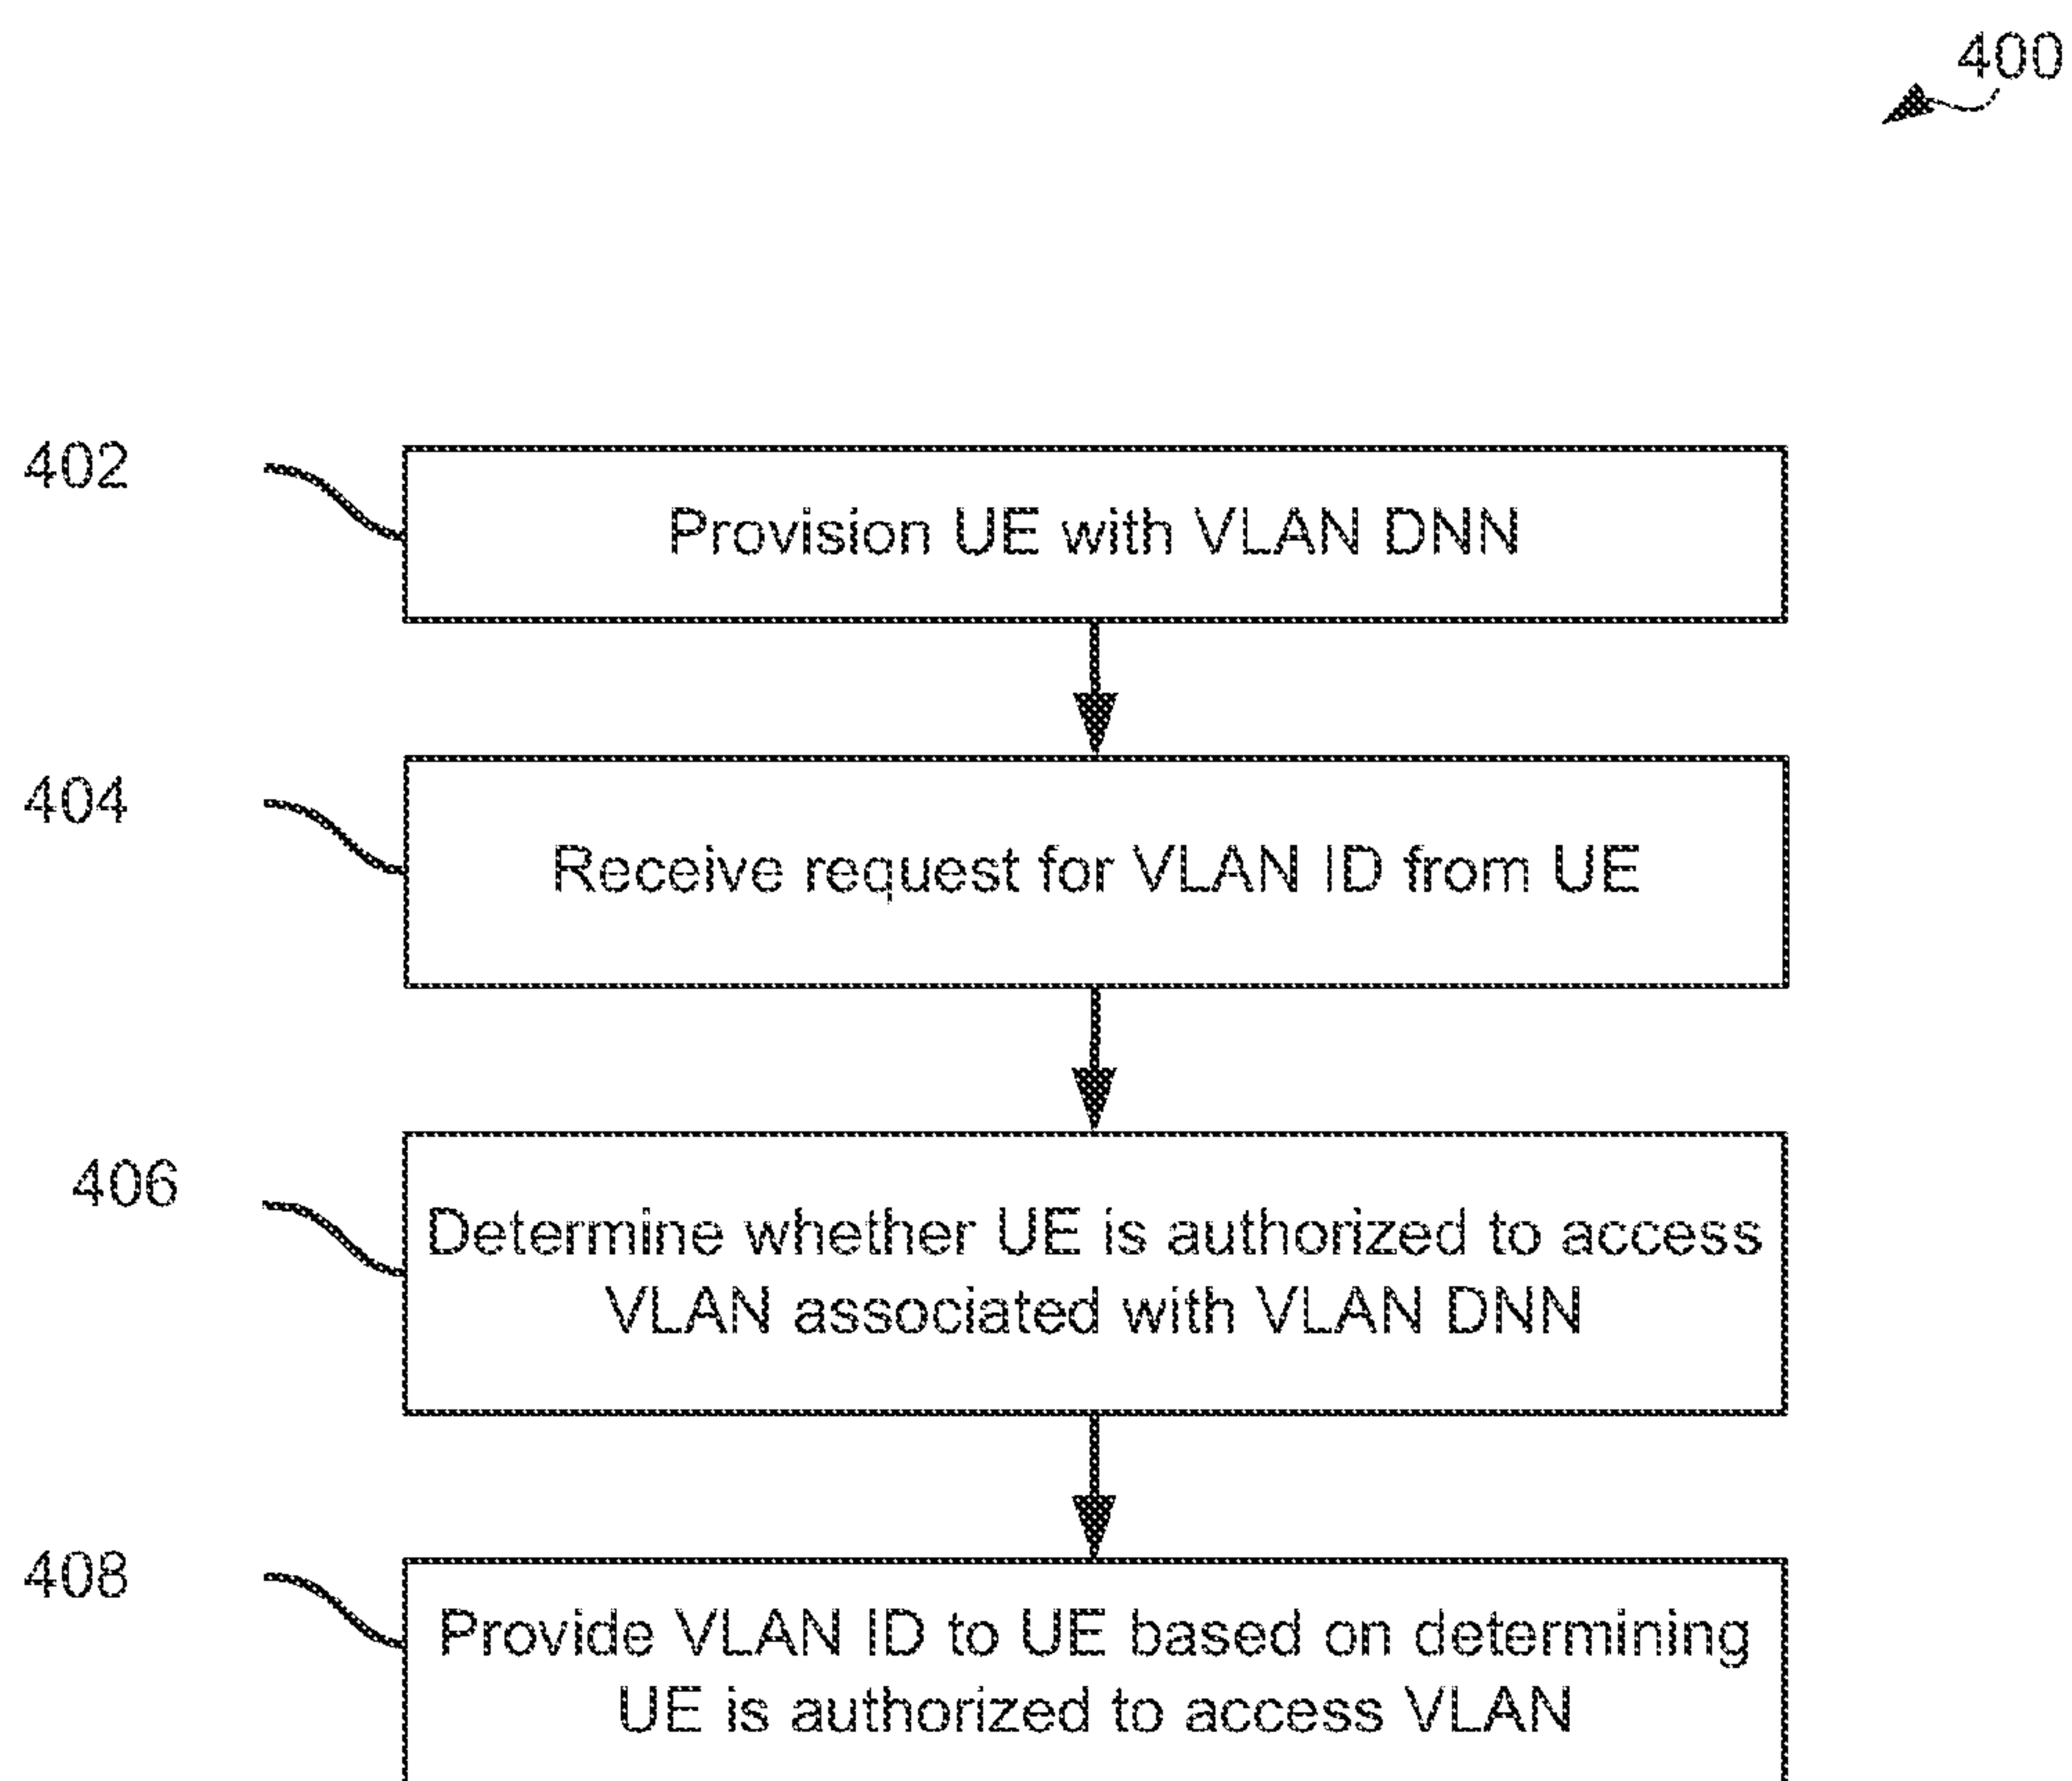 400
402
Provision UE with VLAN DNN
404
Receive request for VLAN ID from UE
406
Determine whether UE is authorized to access
VLAN associated with VLAN DNN
408
Provide VLAN ID to UE based on determining
UE is authorized to access VLAN